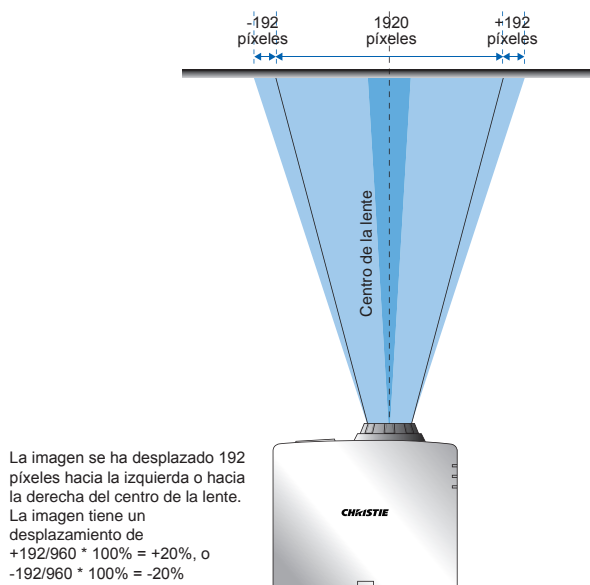 -192
píxeles
1920
píxeles
+192
píxeles
Centro de la lente
La imagen se ha desplazado 192
píxeles hacia la izquierda o hacia
la derecha del centro de la lente.
La imagen tiene un
desplazamiento de
+192/960 * 100% = +20%, o
-192/960 * 100% = -20%
CHRISTIE